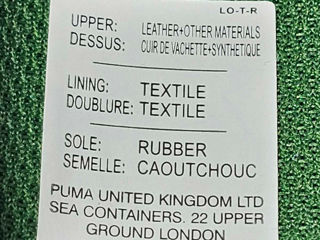 LO-T-R
UPPER: LEATHER+OTHER MATERIALS
DESSUS: CUIR DE VACHETTE+SYNTHETIQUE
LINING: TEXTILE
DOUBLURE: TEXTILE
SOLE: RUBBER
SEMELLE: CAOUTCHOUC
PUMA UNITED KINGDOM LTD
SEA CONTAINERS. 22 UPPER
GROUND LONDON